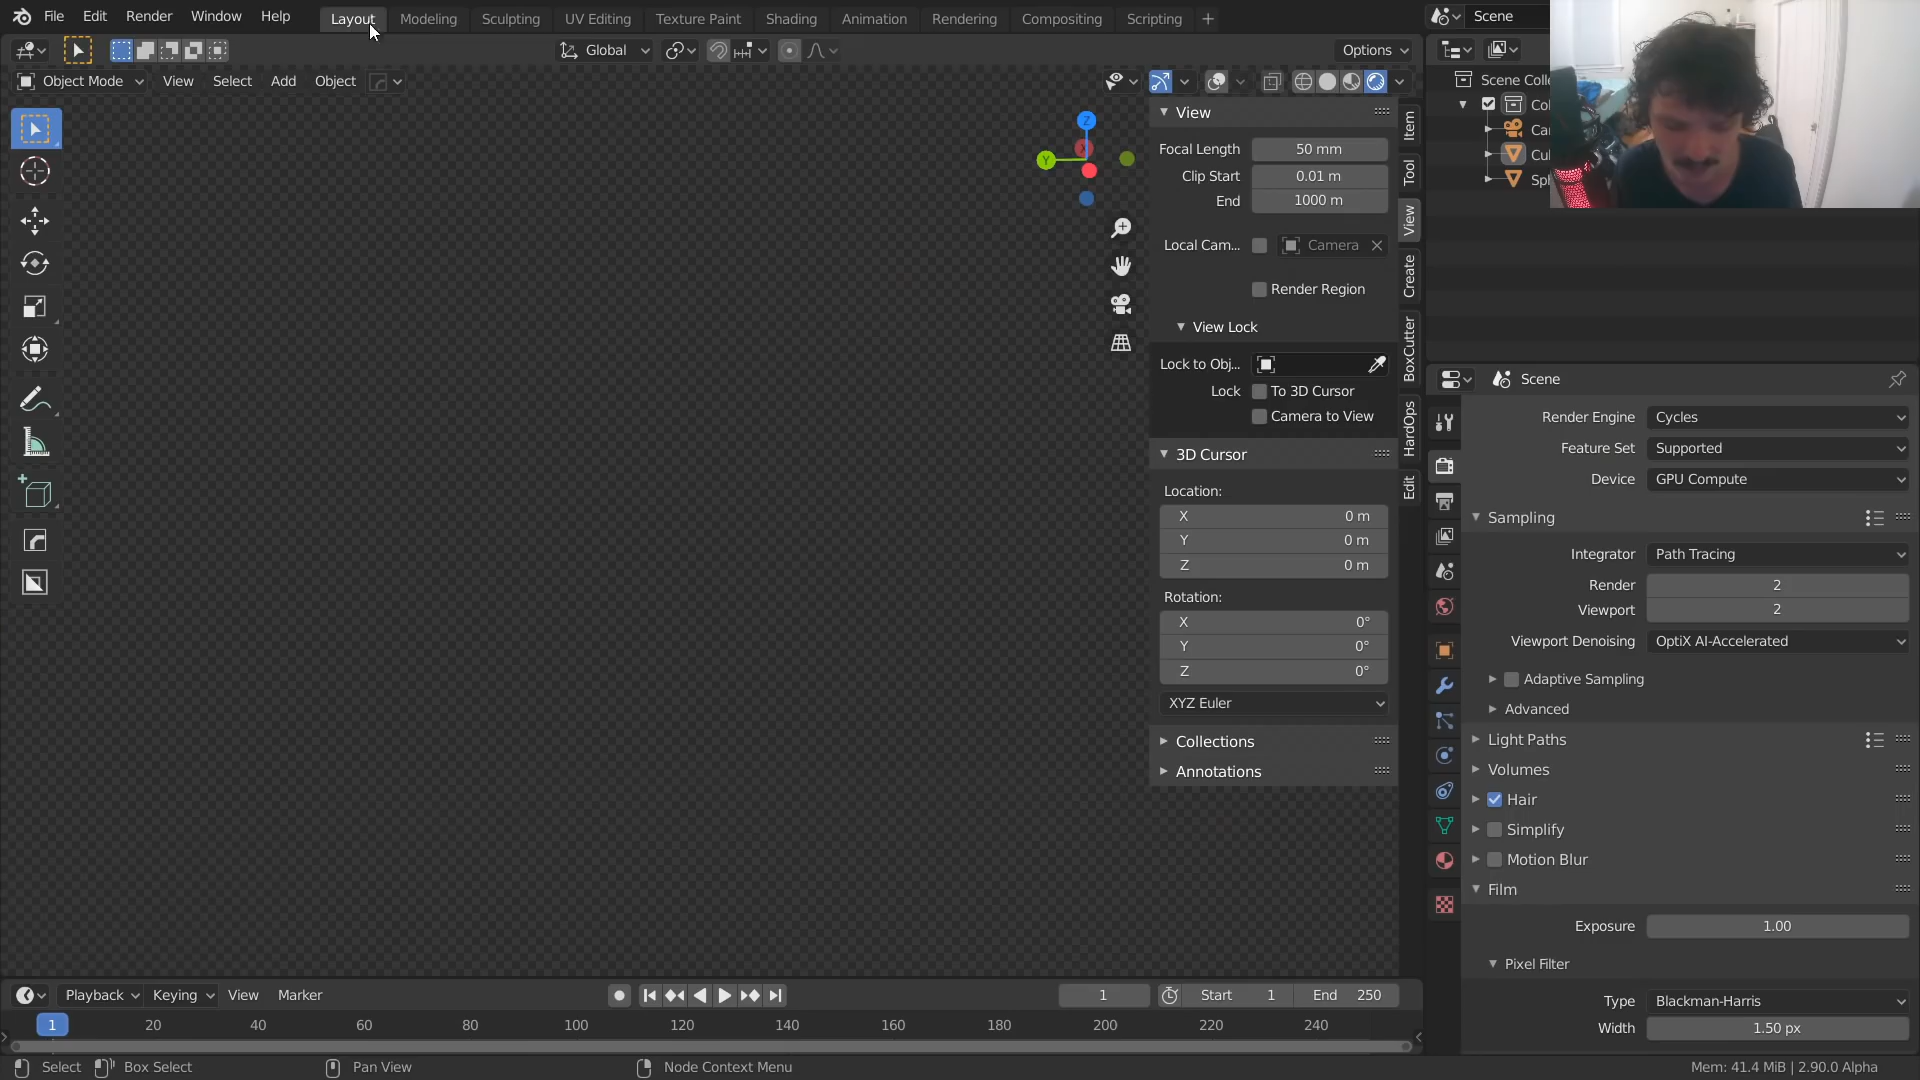 File Edit Render Window Help Layout Modeling Sculpting UV Editing Texture Paint Shading Animation Rendering Compositing Scripting + Scene
Global Options
Object Mode View Select Add Object
Scene Colle
Col
Ca
Cu
Sp
Z
Y
X
View
Focal Length 50 mm
Clip Start 0.01 m
End 1000 m
Local Cam... Camera
Render Region
View Lock
Lock to Obj...
Lock To 3D Cursor
Camera to View
3D Cursor
Location:
X 0 m
Y 0 m
Z 0 m
Rotation:
X 0°
Y 0°
Z 0°
XYZ Euler
Collections
Annotations
Item
Tool
View
Create
BoxCutter
HardOps
Edit
Scene
Render Engine Cycles
Feature Set Supported
Device GPU Compute
Sampling
Integrator Path Tracing
Render 2
Viewport 2
Viewport Denoising OptiX AI-Accelerated
Adaptive Sampling
Advanced
Light Paths
Volumes
Hair
Simplify
Motion Blur
Film
Exposure 1.00
Pixel Filter
Type Blackman-Harris
Width 1.50 px
Playback Keying View Marker 1 Start 1 End 250
1 20 40 60 80 100 120 140 160 180 200 220 240
Select Box Select Pan View Node Context Menu Mem: 41.4 MiB | 2.90.0 Alpha